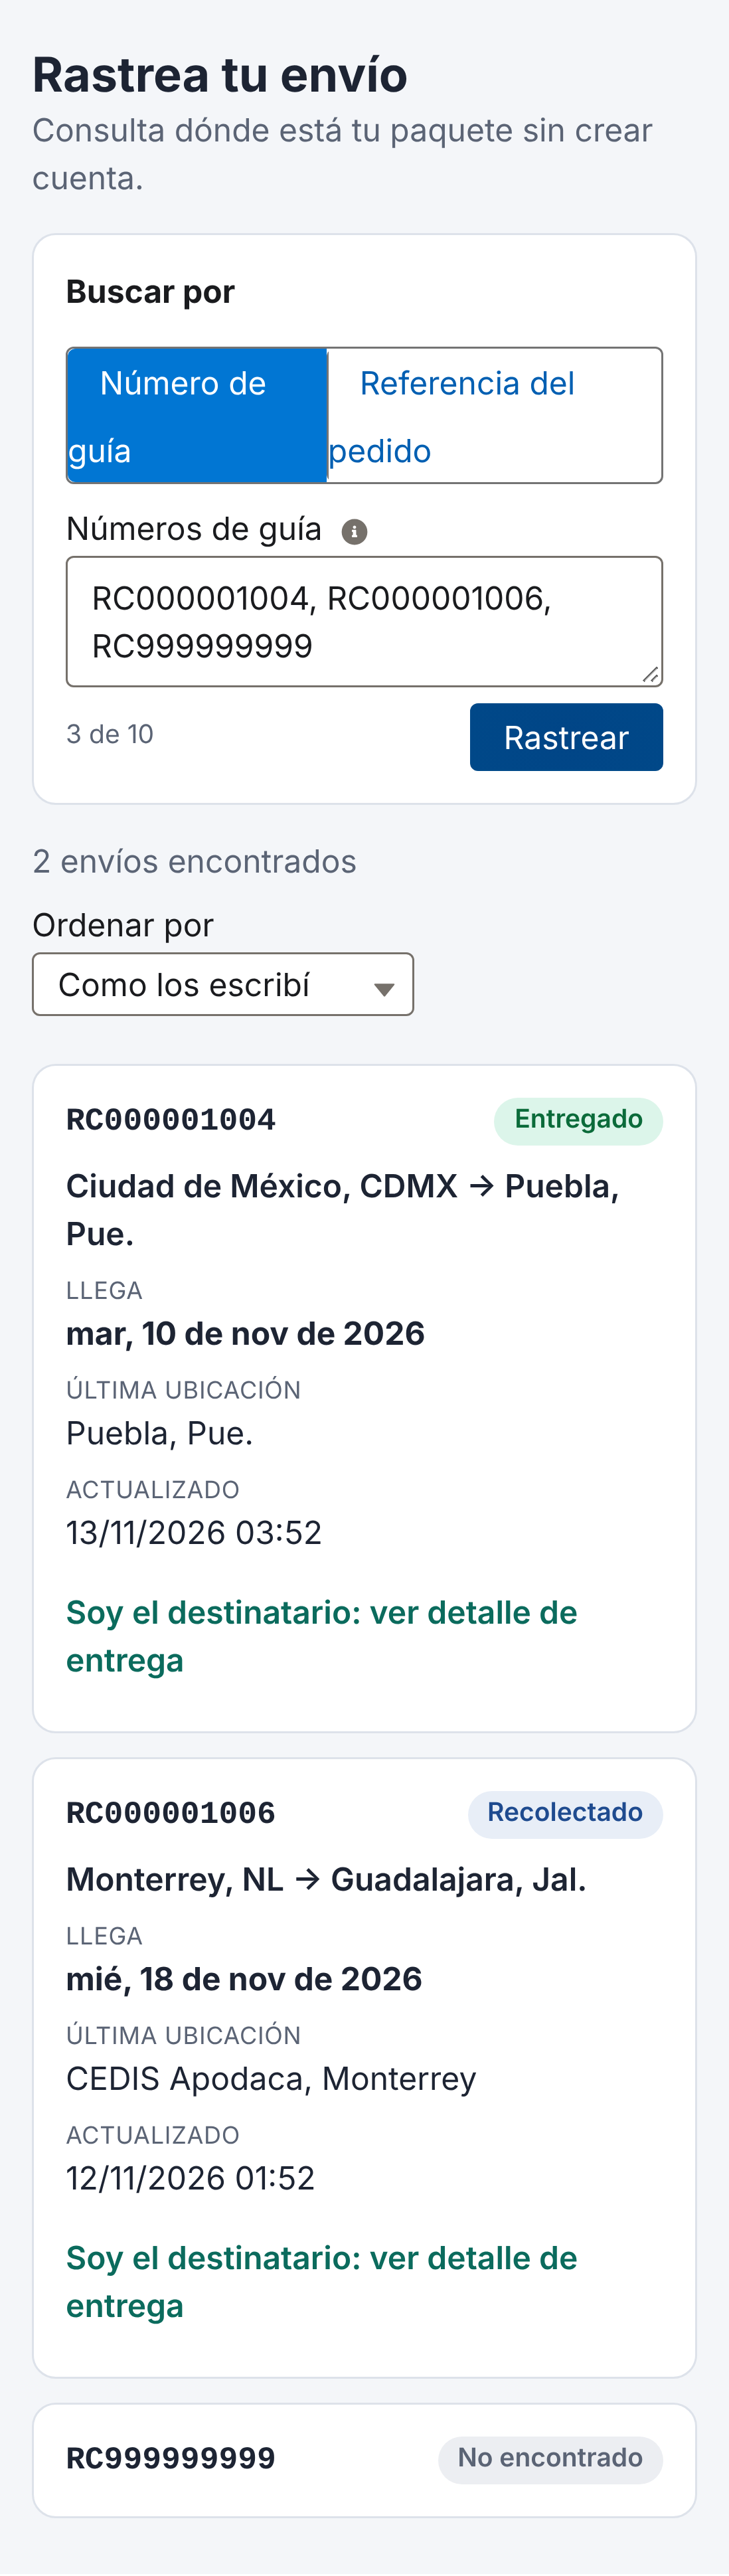 Rastrea tu envío
Consulta dónde está tu paquete sin crear
cuenta.
Buscar por
Número de
guía
Referencia del
pedido
Números de guía
RC000001004, RC000001006,
RC999999999
3 de 10
Rastrear
2 envíos encontrados
Ordenar por
Como los escribí
RC000001004
Entregado
Ciudad de México, CDMX → Puebla,
Pue.
LLEGA
mar, 10 de nov de 2026
ÚLTIMA UBICACIÓN
Puebla, Pue.
ACTUALIZADO
13/11/2026 03:52
Soy el destinatario: ver detalle de
entrega
RC000001006
Recolectado
Monterrey, NL → Guadalajara, Jal.
LLEGA
mié, 18 de nov de 2026
ÚLTIMA UBICACIÓN
CEDIS Apodaca, Monterrey
ACTUALIZADO
12/11/2026 01:52
Soy el destinatario: ver detalle de
entrega
RC999999999
No encontrado